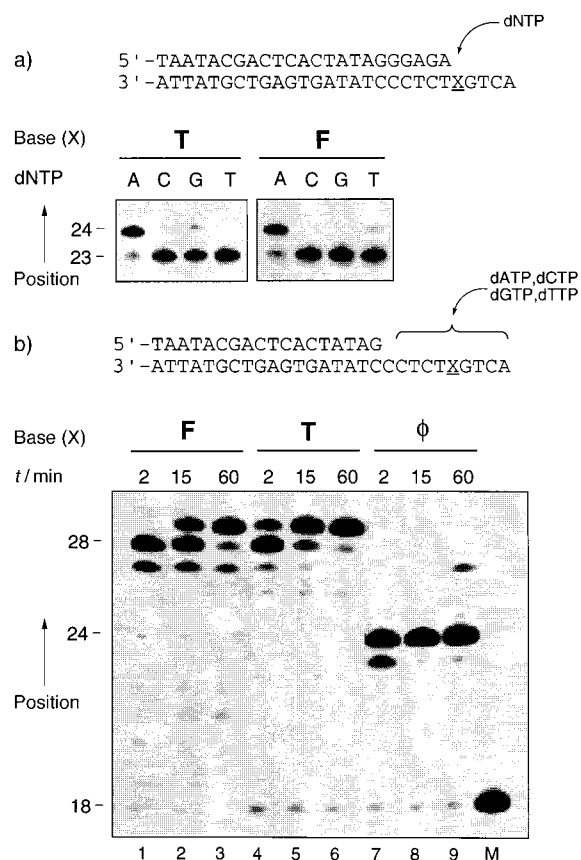 dNTP
a)
5'-TAATACGACTCACTATAGGGAGA
3'-ATTATGCTGAGTGATATCCCTCTXGTCA
Base (X) T F
dNTP A C G T A C G T
24
23
Position
dATP,dCTP
dGTP,dTTP
b)
5'-TAATACGACTCACTATAG
3'-ATTATGCTGAGTGATATCCCTCTXGTCA
Base (X) F T ϕ
t/min 2 15 60 2 15 60 2 15 60
28
24
Position
18
1 2 3 4 5 6 7 8 9 M